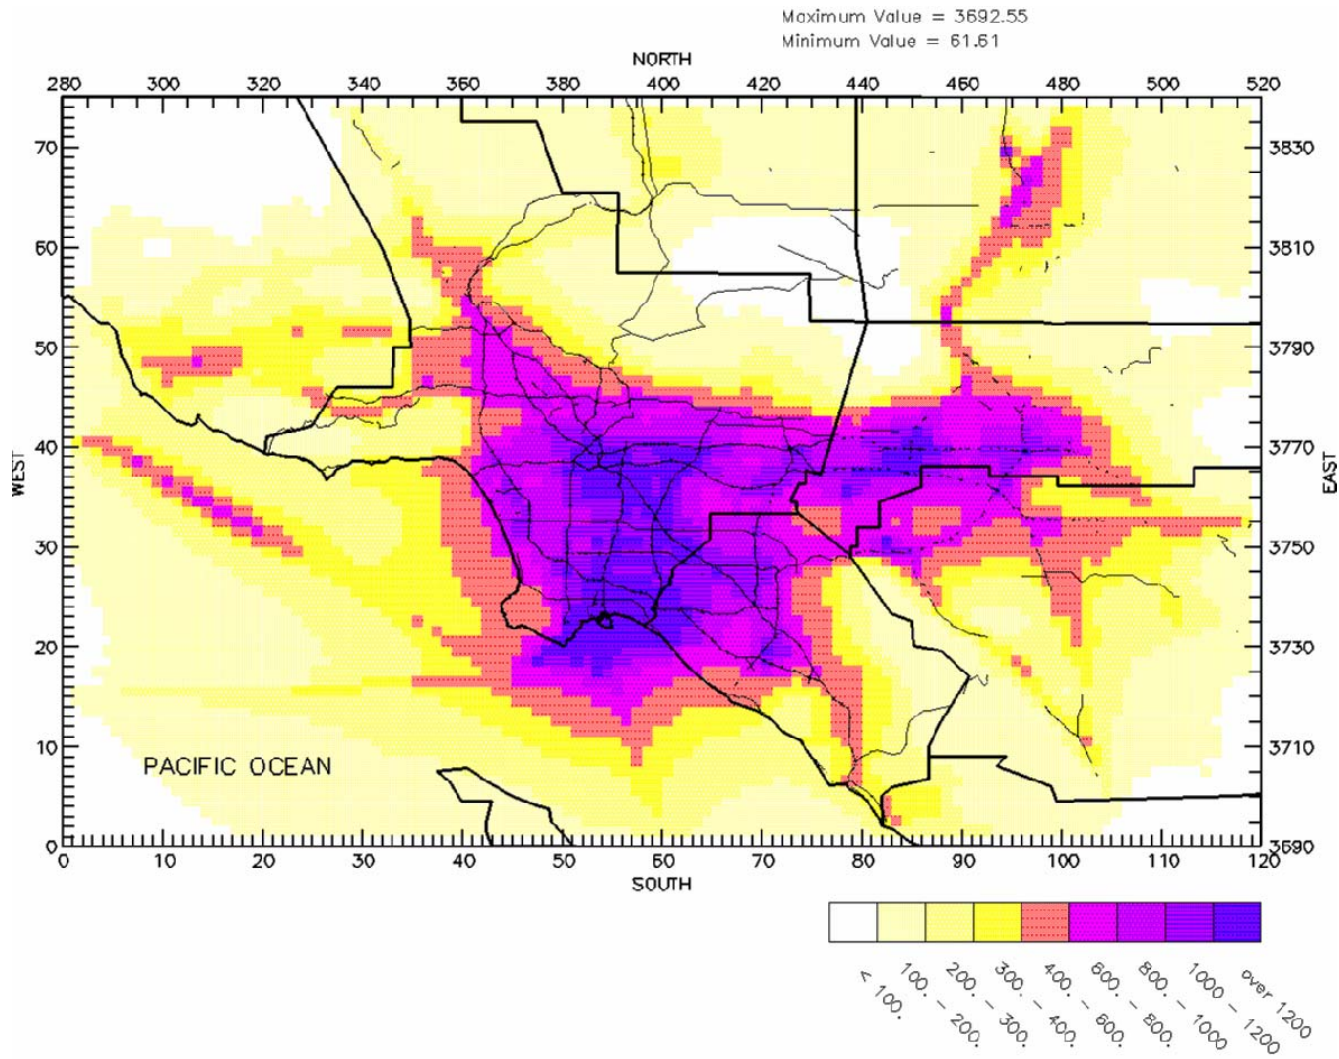 Maximum Value = 3692.55
Minimum Value = 61.61
NORTH
280 300 320 340 360 380 400 420 440 460 480 500 520
70 3830
60 3810
50 3790
40 3770
WEST EAST
30 3750
20 3730
10 3710
PACIFIC OCEAN
0 3690
0 10 20 30 40 50 60 70 80 90 100 110 120
SOUTH
< 100.
100. - 200.
200. - 300.
300. - 400.
400. - 600.
600. - 800.
800. - 1000
1000 - 1200
over 1200